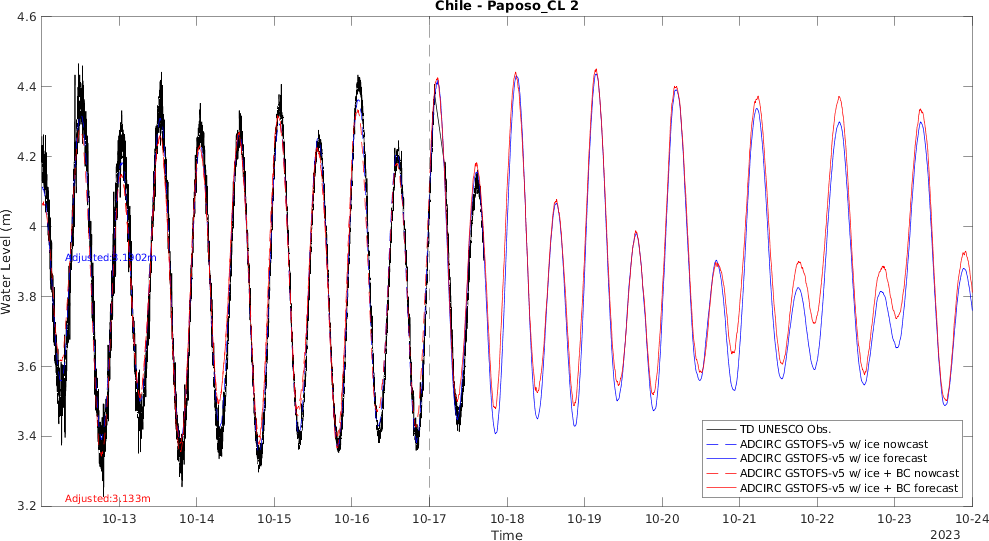 Chile - Paposo_CL 2
4.6
4.4
4.2
4
3.8
3.6
3.4
3.2
Water Level (m)
Adjusted:3.1902m
Adjusted:3.133m
TD UNESCO Obs.
ADCIRC GSTOFS-v5 w/ ice nowcast
ADCIRC GSTOFS-v5 w/ ice forecast
ADCIRC GSTOFS-v5 w/ ice + BC nowcast
ADCIRC GSTOFS-v5 w/ ice + BC forecast
10-13 10-14 10-15 10-16 10-17 10-18 10-19 10-20 10-21 10-22 10-23 10-24
Time
2023